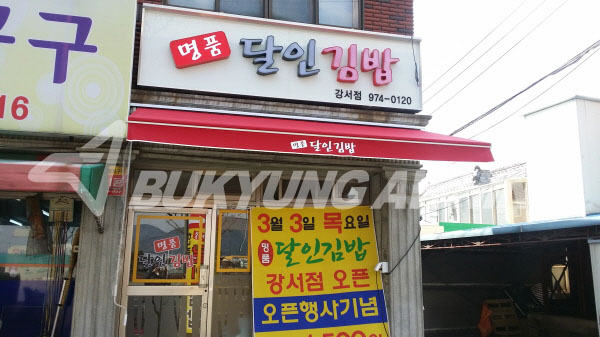 구구
16
명품 달인김밥
강서점 974-0120
명품 달인김밥
BUKYUNG
명품
달인김밥
3월 3일 목요일
명품 달인김밥
강서점 오픈
오픈행사기념